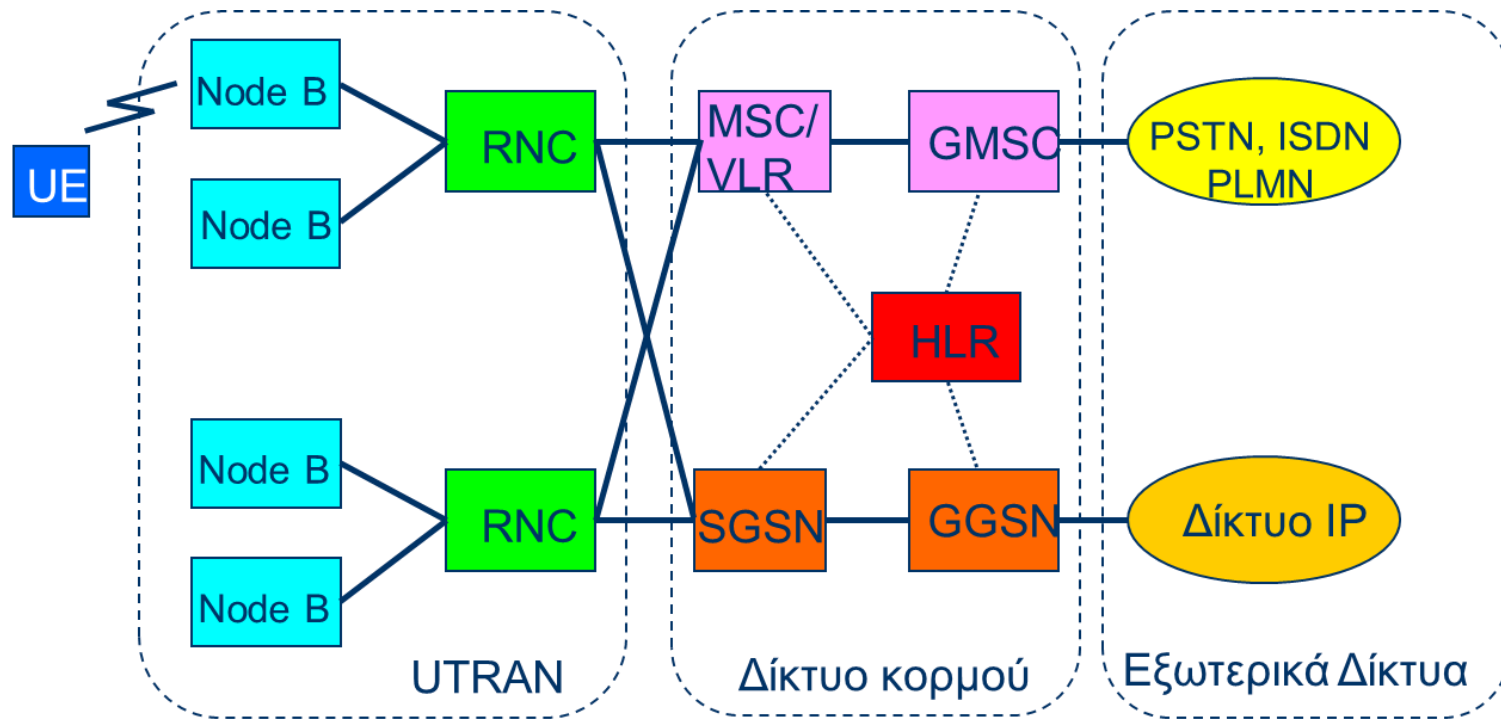 Node B
RNC
MSC/
VLR
GMSC
PSTN, ISDN
PLMN
UE
Node B
HLR
Node B
RNC
SGSN
GGSN
Δίκτυο IP
Node B
UTRAN
Δίκτυο κορμού
Εξωτερικά Δίκτυα